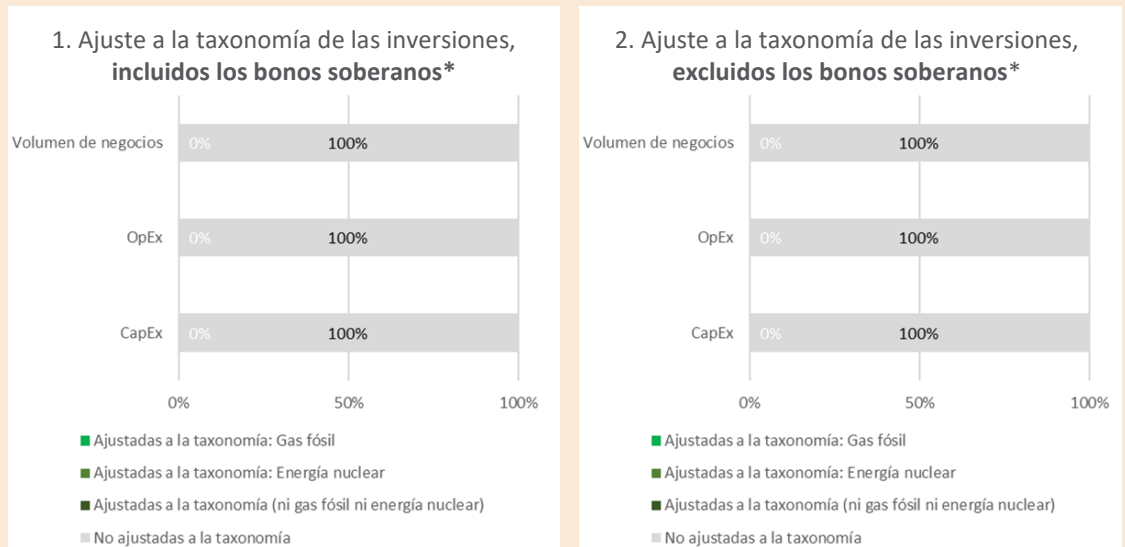 1. Ajuste a la taxonomía de las inversiones,
incluidos los bonos soberanos*
Volumen de negocios 0% 100%
OpEx 0% 100%
CapEx 0% 100%
0% 50% 100%
Ajustadas a la taxonomía: Gas fósil
Ajustadas a la taxonomía: Energía nuclear
Ajustadas a la taxonomía (ni gas fósil ni energía nuclear)
No ajustadas a la taxonomía
2. Ajuste a la taxonomía de las inversiones,
excluidos los bonos soberanos*
Volumen de negocios 0% 100%
OpEx 0% 100%
CapEx 0% 100%
0% 50% 100%
Ajustadas a la taxonomía: Gas fósil
Ajustadas a la taxonomía: Energía nuclear
Ajustadas a la taxonomía (ni gas fósil ni energía nuclear)
No ajustadas a la taxonomía